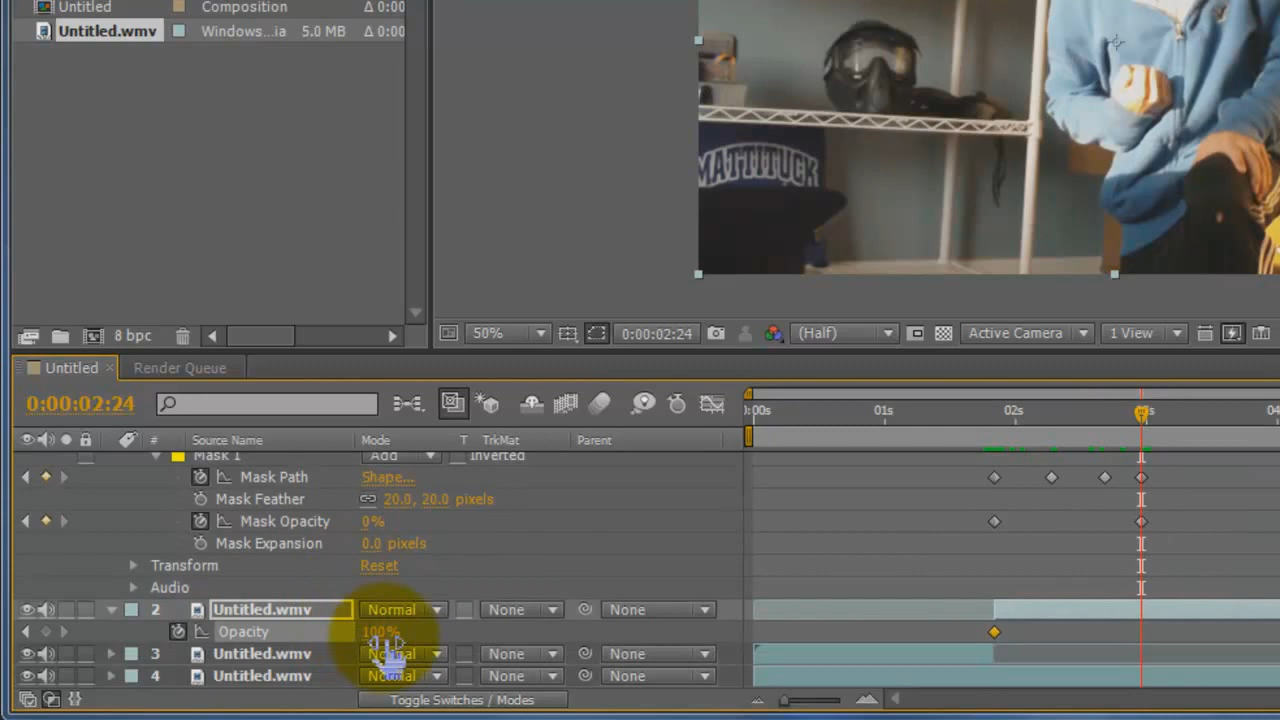 Untitled Composition Δ 0:00
Untitled.wmv Windows...ia 5.0 MB Δ 0:00
MATTITUCK
8 bpc 50% 0:00:02:24 (Half) Active Camera 1 View
Untitled × Render Queue
0:00:02:24 :00s 01s 02s 04
# Source Name Mode T TrkMat Parent
Mask 1 Add Inverted
Mask Path Shape...
Mask Feather 20.0, 20.0 pixels
Mask Opacity 0%
Mask Expansion 0.0 pixels
Transform Reset
Audio
2 Untitled.wmv Normal None None
Opacity 100%
3 Untitled.wmv Normal None None
4 Untitled.wmv Normal None None
Toggle Switches / Modes